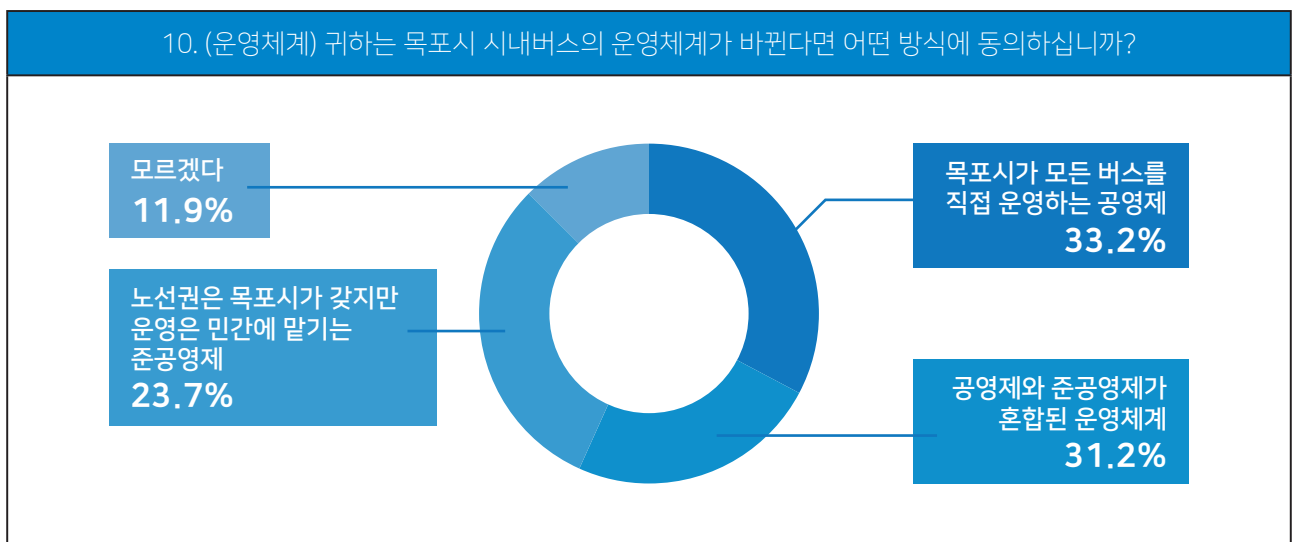 10. (운영체계) 귀하는 목포시 시내버스의 운영체계가 바뀐다면 어떤 방식에 동의하십니까?
모르겠다
11.9%
목포시가 모든 버스를
직접 운영하는 공영제
33.2%
노선권은 목포시가 갖지만
운영은 민간에 맡기는
준공영제
23.7%
공영제와 준공영제가
혼합된 운영체계
31.2%